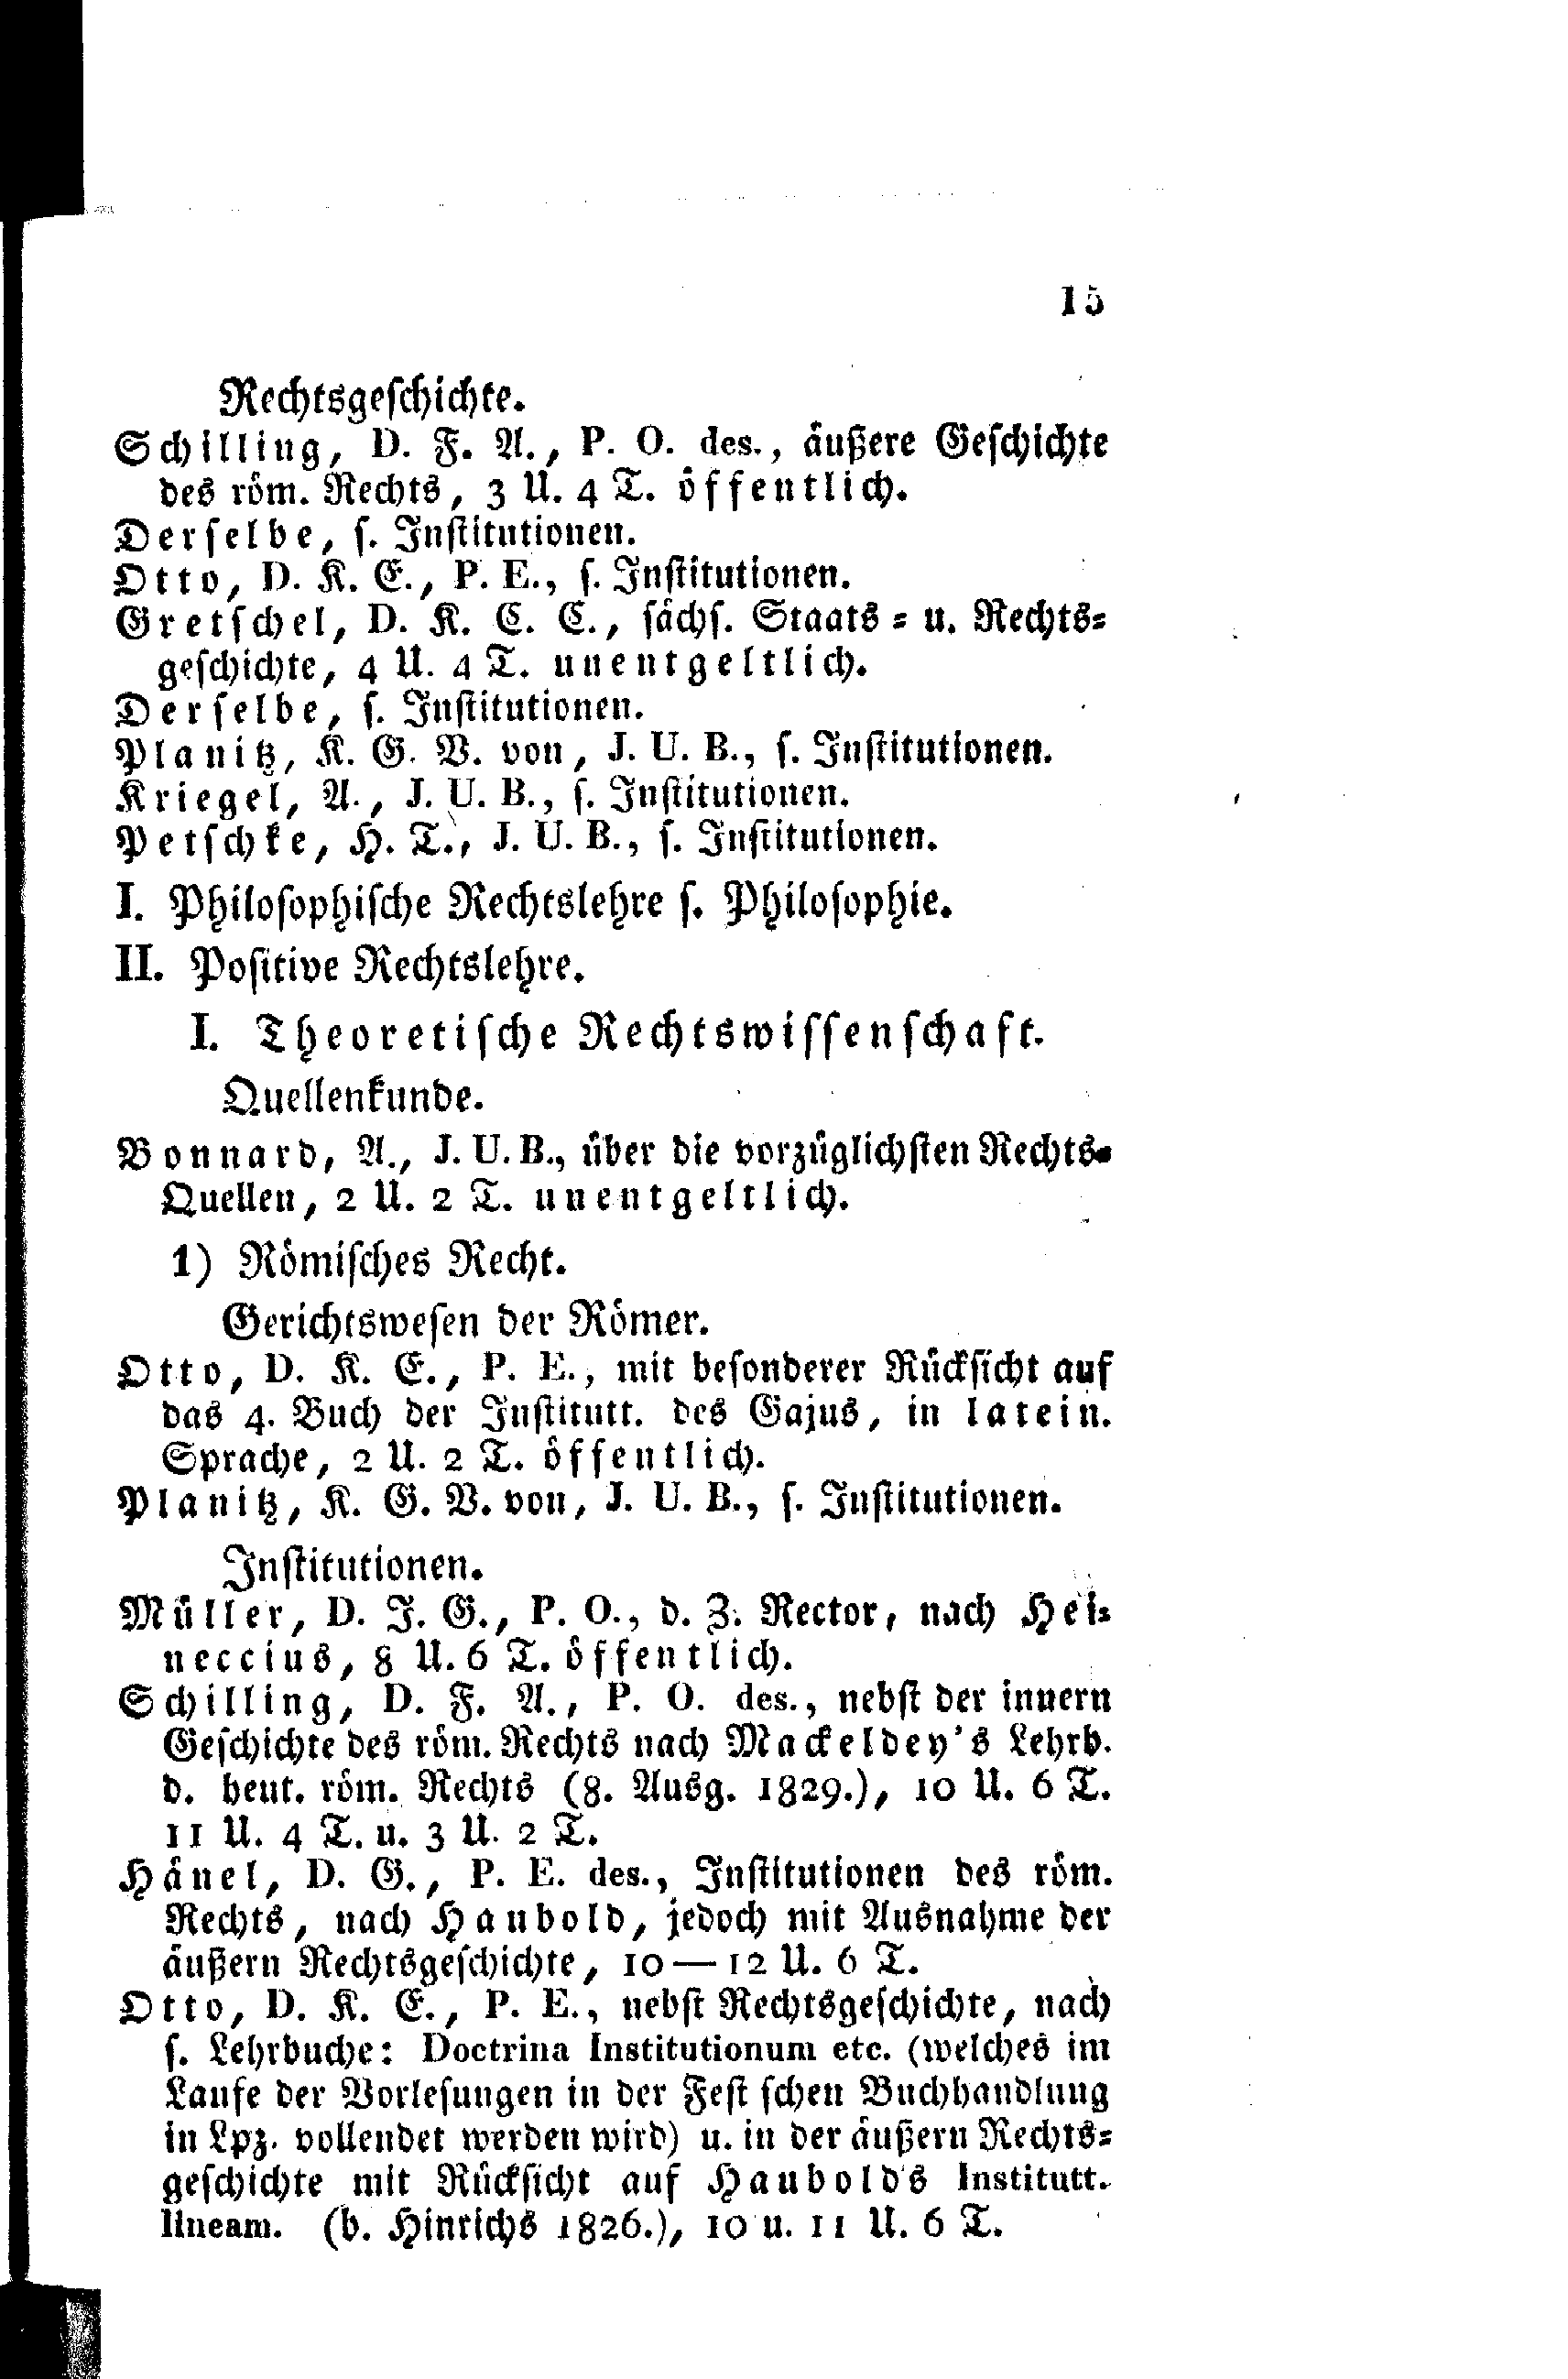 15
Rechtsgeschichte.
Schilling, D. F. A., P. O. des., äußere Geschichte
des röm. Rechts, 3 U. 4 T. öffentlich.
Derselbe, s. Institutionen.
Otto, D. K. E., P. E., s. Institutionen.
Gretschel, D. K. C. C., sächs. Staats- u. Rechts-
geschichte, 4 U. 4 T. unentgeltlich.
Derselbe, s. Institutionen.
Planitz, K. G. V. von, J. U. B., s. Institutionen.
Kriegel, A., J. U. B., s. Institutionen.
Petschke, H. T., J. U. B., s. Institutionen.
I. Philosophische Rechtslehre s. Philosophie.
II. Positive Rechtslehre.
I. Theoretische Rechtswissenschaft.
Quellenkunde.
Bonnard, A., J. U. B., über die vorzüglichsten Rechts-
Quellen, 2 U. 2 T. unentgeltlich.
1) Römisches Recht.
Gerichtswesen der Römer.
Otto, D. K. E., P. E., mit besonderer Rücksicht auf
das 4. Buch der Institutt. des Gajus, in latein.
Sprache, 2 U. 2 T. öffentlich.
Planitz, K. G. V. von, J. U. B., s. Institutionen.
Institutionen.
Müller, D. J. G., P. O., d. Z. Rector, nach Hei-
neccius, 8 U. 6 T. öffentlich.
Schilling, D. F. A., P. O. des., nebst der innern
Geschichte des röm. Rechts nach Mackeldey's Lehrb.
d. heut. röm. Rechts (8. Ausg. 1829.), 10 U. 6 T.
11 U. 4 T. u. 3 U. 2 T.
Hänel, D. G., P. E. des., Institutionen des röm.
Rechts, nach Haubold, jedoch mit Ausnahme der
äußern Rechtsgeschichte, 10—12 U. 6 T.
Otto, D. K. E., P. E., nebst Rechtsgeschichte, nach
s. Lehrbuche: Doctrina Institutionum etc. (welches im
Laufe der Vorlesungen in der Fest schen Buchhandlung
in Lpz. vollendet werden wird) u. in der äußern Rechts-
geschichte mit Rücksicht auf Haubolds Institutt.
lineam. (b. Hinrichs 1826.), 10 u. 11 U. 6 T.